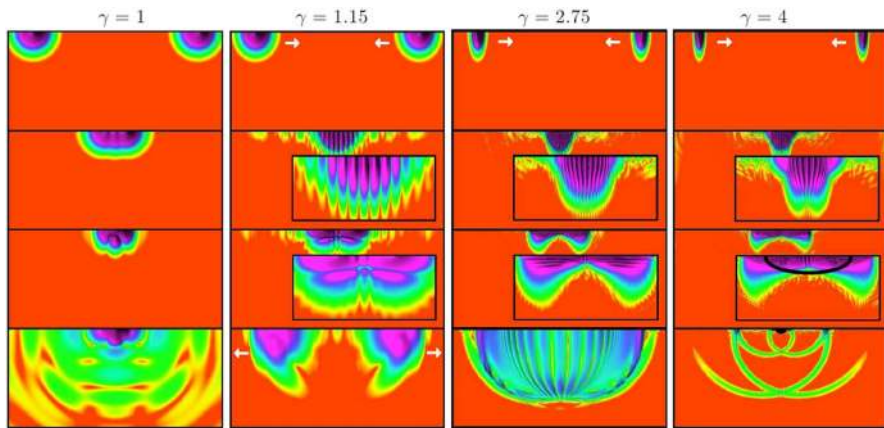 γ = 1
γ = 1.15
γ = 2.75
γ = 4